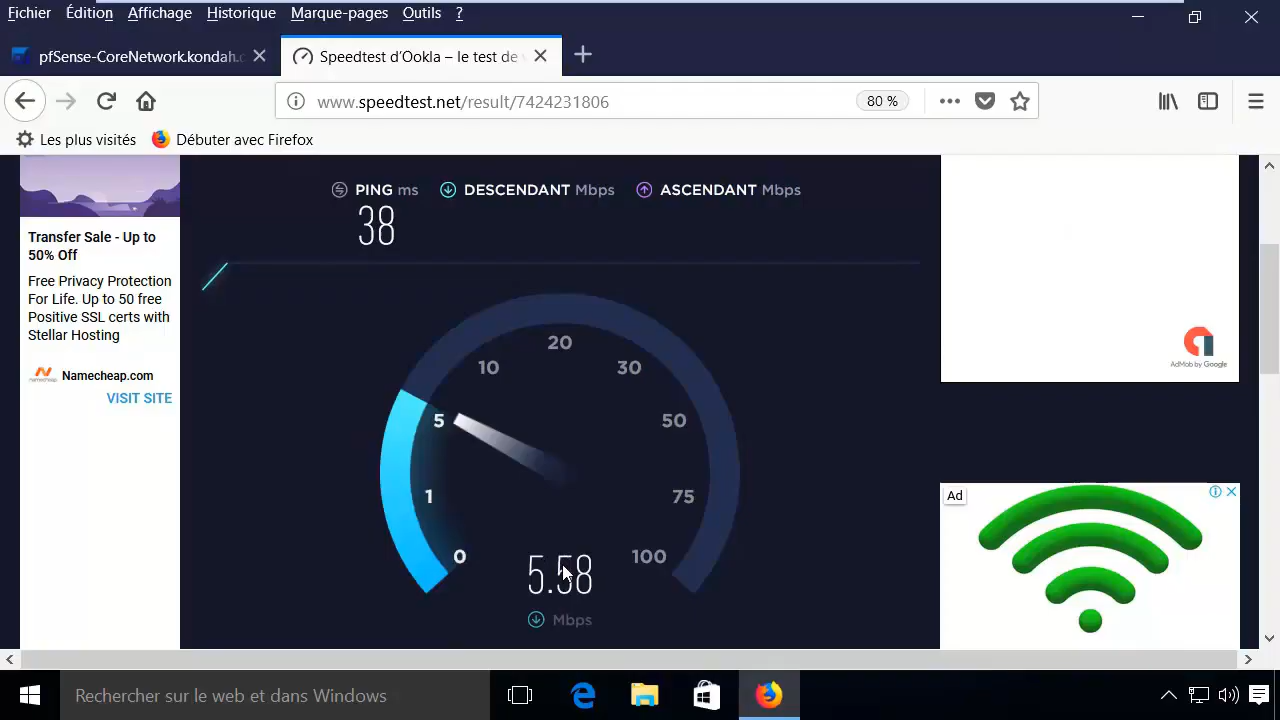 Fichier Édition Affichage Historique Marque-pages Outils ?
pfSense-CoreNetwork.kondah.
Speedtest d'Ookla – le test de
www.speedtest.net/result/7424231806
80 %
Les plus visités
Débuter avec Firefox
PING ms
DESCENDANT Mbps
ASCENDANT Mbps
38
Transfer Sale - Up to
50% Off
Free Privacy Protection
For Life. Up to 50 free
Positive SSL certs with
Stellar Hosting
Namecheap.com
VISIT SITE
0
1
5
10
20
30
50
75
100
5.58
Mbps
AdMob by Google
Ad
Rechercher sur le web et dans Windows